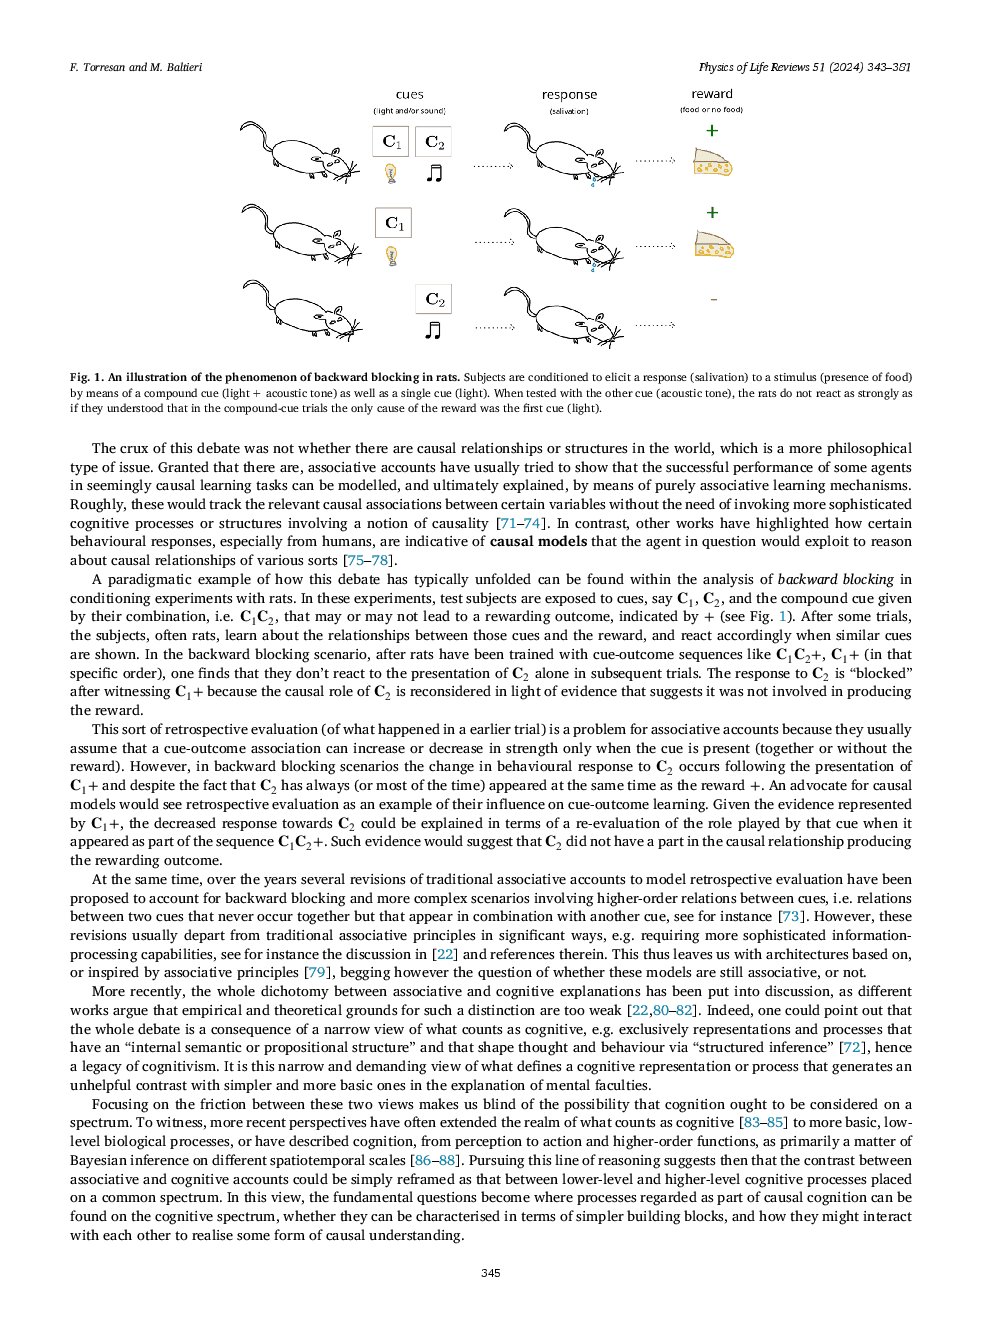 F. Torresan and M. Baltieri
Physics of Life Reviews 51 (2024) 343–381
cues
(light and/or sound)
response
(salivation)
reward
(food or no food)
C1 C2
+
C1
+
C2
–
Fig. 1. An illustration of the phenomenon of backward blocking in rats. Subjects are conditioned to elicit a response (salivation) to a stimulus (presence of food)
by means of a compound cue (light + acoustic tone) as well as a single cue (light). When tested with the other cue (acoustic tone), the rats do not react as strongly as
if they understood that in the compound-cue trials the only cause of the reward was the first cue (light).
The crux of this debate was not whether there are causal relationships or structures in the world, which is a more philosophical
type of issue. Granted that there are, associative accounts have usually tried to show that the successful performance of some agents
in seemingly causal learning tasks can be modelled, and ultimately explained, by means of purely associative learning mechanisms.
Roughly, these would track the relevant causal associations between certain variables without the need of invoking more sophisticated
cognitive processes or structures involving a notion of causality [71–74]. In contrast, other works have highlighted how certain
behavioural responses, especially from humans, are indicative of causal models that the agent in question would exploit to reason
about causal relationships of various sorts [75–78].
A paradigmatic example of how this debate has typically unfolded can be found within the analysis of backward blocking in
conditioning experiments with rats. In these experiments, test subjects are exposed to cues, say C1, C2, and the compound cue given
by their combination, i.e. C1C2, that may or may not lead to a rewarding outcome, indicated by + (see Fig. 1). After some trials,
the subjects, often rats, learn about the relationships between those cues and the reward, and react accordingly when similar cues
are shown. In the backward blocking scenario, after rats have been trained with cue-outcome sequences like C1C2+, C1+ (in that
specific order), one finds that they don't react to the presentation of C2 alone in subsequent trials. The response to C2 is “blocked”
after witnessing C1+ because the causal role of C2 is reconsidered in light of evidence that suggests it was not involved in producing
the reward.
This sort of retrospective evaluation (of what happened in a earlier trial) is a problem for associative accounts because they usually
assume that a cue-outcome association can increase or decrease in strength only when the cue is present (together or without the
reward). However, in backward blocking scenarios the change in behavioural response to C2 occurs following the presentation of
C1+ and despite the fact that C2 has always (or most of the time) appeared at the same time as the reward +. An advocate for causal
models would see retrospective evaluation as an example of their influence on cue-outcome learning. Given the evidence represented
by C1+, the decreased response towards C2 could be explained in terms of a re-evaluation of the role played by that cue when it
appeared as part of the sequence C1C2+. Such evidence would suggest that C2 did not have a part in the causal relationship producing
the rewarding outcome.
At the same time, over the years several revisions of traditional associative accounts to model retrospective evaluation have been
proposed to account for backward blocking and more complex scenarios involving higher-order relations between cues, i.e. relations
between two cues that never occur together but that appear in combination with another cue, see for instance [73]. However, these
revisions usually depart from traditional associative principles in significant ways, e.g. requiring more sophisticated information-
processing capabilities, see for instance the discussion in [22] and references therein. This thus leaves us with architectures based on,
or inspired by associative principles [79], begging however the question of whether these models are still associative, or not.
More recently, the whole dichotomy between associative and cognitive explanations has been put into discussion, as different
works argue that empirical and theoretical grounds for such a distinction are too weak [22,80–82]. Indeed, one could point out that
the whole debate is a consequence of a narrow view of what counts as cognitive, e.g. exclusively representations and processes that
have an “internal semantic or propositional structure” and that shape thought and behaviour via “structured inference” [72], hence
a legacy of cognitivism. It is this narrow and demanding view of what defines a cognitive representation or process that generates an
unhelpful contrast with simpler and more basic ones in the explanation of mental faculties.
Focusing on the friction between these two views makes us blind of the possibility that cognition ought to be considered on a
spectrum. To witness, more recent perspectives have often extended the realm of what counts as cognitive [83–85] to more basic, low-
level biological processes, or have described cognition, from perception to action and higher-order functions, as primarily a matter of
Bayesian inference on different spatiotemporal scales [86–88]. Pursuing this line of reasoning suggests then that the contrast between
associative and cognitive accounts could be simply reframed as that between lower-level and higher-level cognitive processes placed
on a common spectrum. In this view, the fundamental questions become where processes regarded as part of causal cognition can be
found on the cognitive spectrum, whether they can be characterised in terms of simpler building blocks, and how they might interact
with each other to realise some form of causal understanding.
345